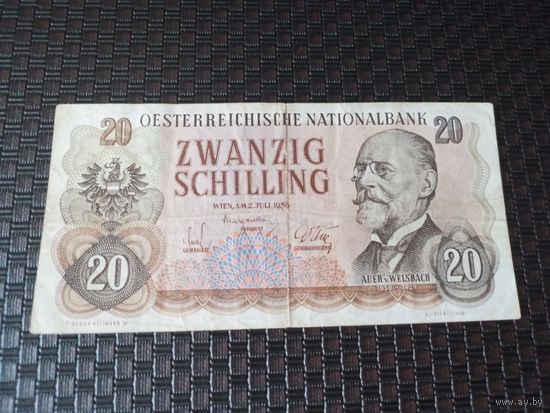 20 OESTERREICHISCHE NATIONALBANK 20
ZWANZIG
SCHILLING
WIEN, AM 2. JULI 1956
PRÄSIDENT
GENERALRAT GENERALDIREKTOR
AUER v. WELSBACH
20 20
www.ay.by